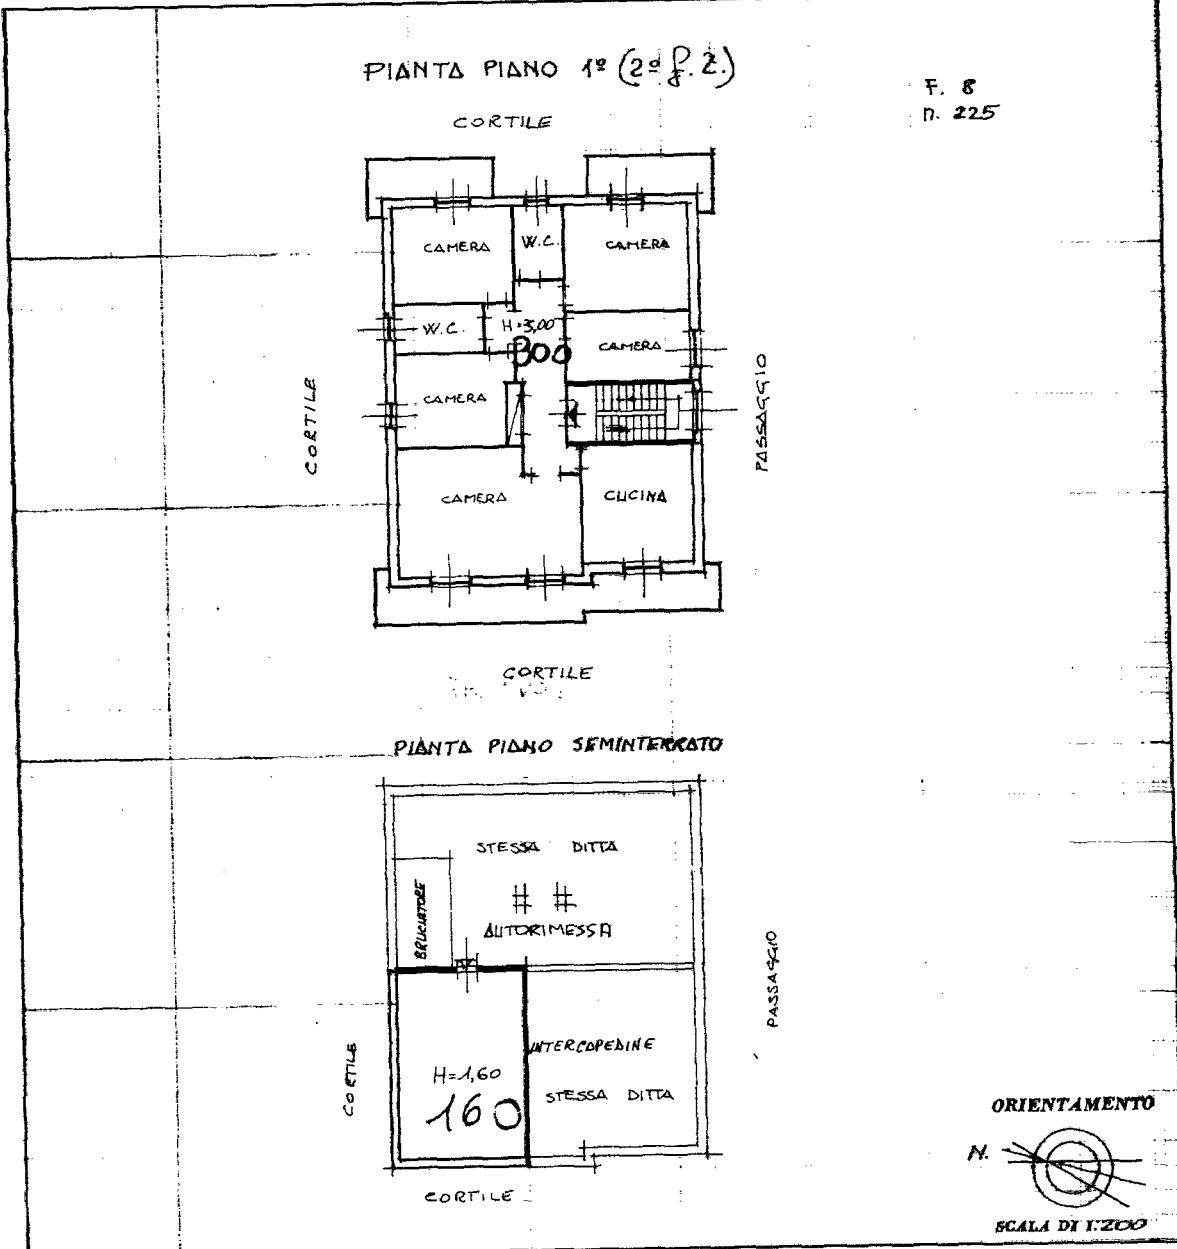 PIANTA PIANO 1º (2º f. z.)
F. 8
n. 225
CORTILE
CAMERA
W.C.
CAMERA
W.C.
H=3,00
300
CAMERA
CAMERA
CORTILE
PASSAGGIO
CAMERA
CUCINA
CORTILE
PIANTA PIANO SEMINTERRATO
STESSA DITTA
BRUCIATORE
AUTORIMESSA
PASSAGGIO
INTERCAPEDINE
CORTILE
H=1,60
160
STESSA DITTA
CORTILE
ORIENTAMENTO
N.
SCALA DI 1:200